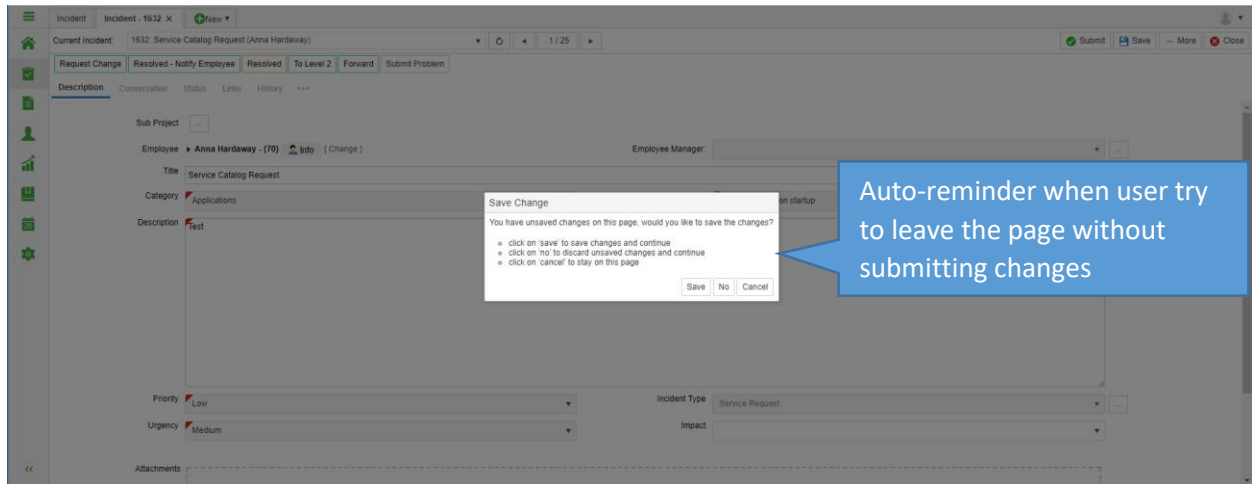 Incident Incident - 1632 × New
Current Incident: 1632: Service Catalog Request (Anna Hardaway) 1 / 25 Submit Save More Close
Request Change Resolved - Notify Employee Resolved To Level 2 Forward Submit Problem
Description Conversation Status Links History •••
Sub Project ...
Employee Anna Hardaway - (70) Info [ Change ] Employee Manager: ...
Title Service Catalog Request
Category Applications on startup
Description Test
Save Change
You have unsaved changes on this page, would you like to save the changes?
click on 'save' to save changes and continue
click on 'no' to discard unsaved changes and continue
click on 'cancel' to stay on this page
Save No Cancel
Auto-reminder when user try
to leave the page without
submitting changes
Priority Low Incident Type Service Request ...
Urgency Medium Impact
Attachments